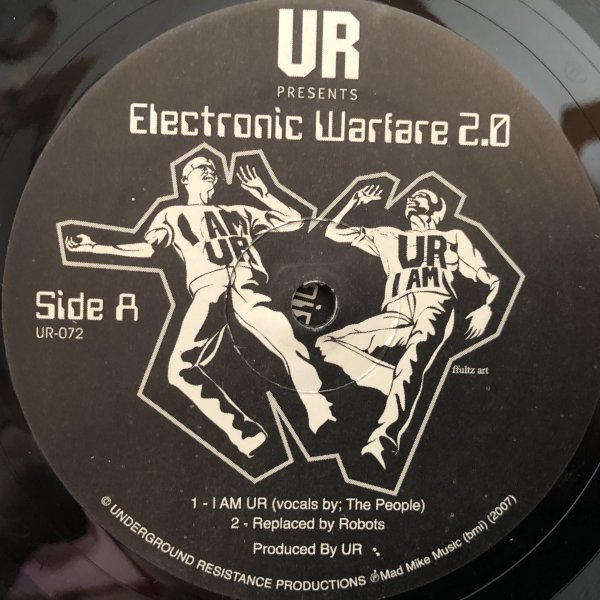 UR
PRESENTS
Electronic Warfare 2.0
I AM
UR
UR
I AM
Side A
UR-072
ffultz art
1 - I AM UR (vocals by; The People)
2 - Replaced by Robots
Produced By UR
© UNDERGROUND RESISTANCE PRODUCTIONS ℗ Mad Mike Music (bmi) (2007)